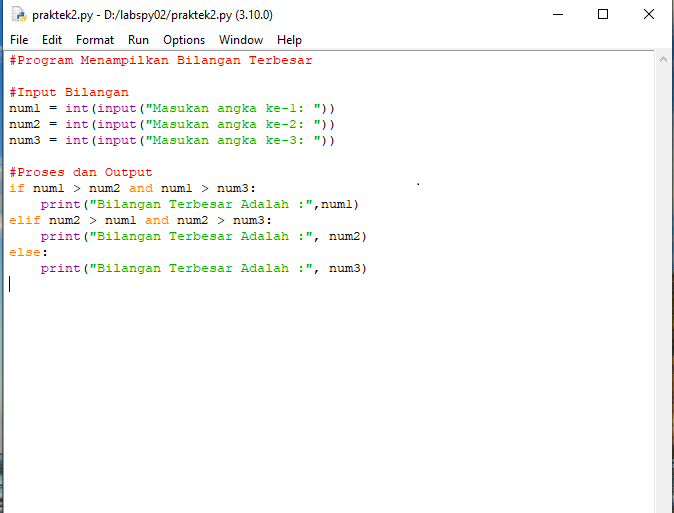 praktek2.py - D:/labspy02/praktek2.py (3.10.0)
File Edit Format Run Options Window Help
#Program Menampilkan Bilangan Terbesar
#Input Bilangan
num1 = int(input("Masukan angka ke-1: "))
num2 = int(input("Masukan angka ke-2: "))
num3 = int(input("Masukan angka ke-3: "))
#Proses dan Output
if num1 > num2 and num1 > num3:
    print("Bilangan Terbesar Adalah :",num1)
elif num2 > num1 and num2 > num3:
    print("Bilangan Terbesar Adalah :", num2)
else:
    print("Bilangan Terbesar Adalah :", num3)